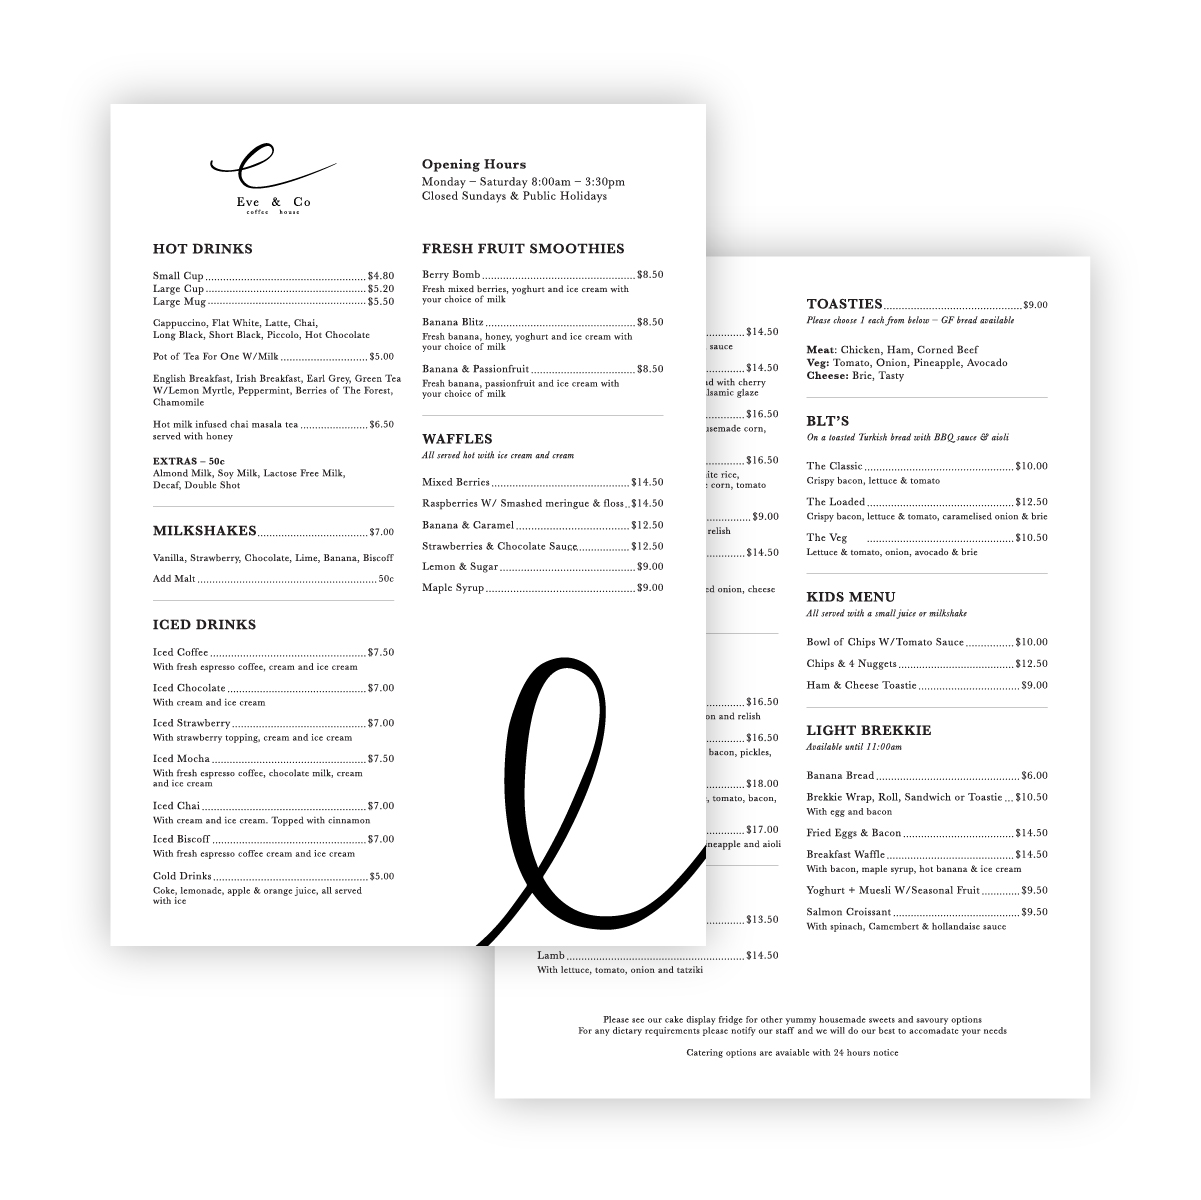 Eve & Co
coffee house
Opening Hours
Monday – Saturday 8:00am – 3:30pm
Closed Sundays & Public Holidays
HOT DRINKS
Small Cup $4.80
Large Cup $5.20
Large Mug $5.50
Cappuccino, Flat White, Latte, Chai,
Long Black, Short Black, Piccolo, Hot Chocolate
Pot of Tea For One W/Milk $5.00
English Breakfast, Irish Breakfast, Earl Grey, Green Tea
W/Lemon Myrtle, Peppermint, Berries of The Forest,
Chamomile
Hot milk infused chai masala tea $6.50
served with honey
EXTRAS – 50c
Almond Milk, Soy Milk, Lactose Free Milk,
Decaf, Double Shot
MILKSHAKES $7.00
Vanilla, Strawberry, Chocolate, Lime, Banana, Biscoff
Add Malt 50c
ICED DRINKS
Iced Coffee $7.50
With fresh espresso coffee, cream and ice cream
Iced Chocolate $7.00
With cream and ice cream
Iced Strawberry $7.00
With strawberry topping, cream and ice cream
Iced Mocha $7.50
With fresh espresso coffee, chocolate milk, cream
and ice cream
Iced Chai $7.00
With cream and ice cream. Topped with cinnamon
Iced Biscoff $7.00
With fresh espresso coffee cream and ice cream
Cold Drinks $5.00
Coke, lemonade, apple & orange juice, all served
with ice
FRESH FRUIT SMOOTHIES
Berry Bomb $8.50
Fresh mixed berries, yoghurt and ice cream with
your choice of milk
Banana Blitz $8.50
Fresh banana, honey, yoghurt and ice cream with
your choice of milk
Banana & Passionfruit $8.50
Fresh banana, passionfruit and ice cream with
your choice of milk
WAFFLES
All served hot with ice cream and cream
Mixed Berries $14.50
Raspberries W/ Smashed meringue & floss $14.50
Banana & Caramel $12.50
Strawberries & Chocolate Sauce $12.50
Lemon & Sugar $9.00
Maple Syrup $9.00
$14.50
sauce
$14.50
with cherry
glaze
$16.50
corn,
$16.50
rice,
corn, tomato
$9.00
relish
$14.50
onion, cheese
$16.50
and relish
$16.50
bacon, pickles,
$18.00
tomato, bacon,
$17.00
and aioli
$13.50
Lamb $14.50
With lettuce, tomato, onion and tatziki
TOASTIES $9.00
Please choose 1 each from below – GF bread available
Meat: Chicken, Ham, Corned Beef
Veg: Tomato, Onion, Pineapple, Avocado
Cheese: Brie, Tasty
BLT'S
On a toasted Turkish bread with BBQ sauce & aioli
The Classic $10.00
Crispy bacon, lettuce & tomato
The Loaded $12.50
Crispy bacon, lettuce & tomato, caramelised onion & brie
The Veg $10.50
Lettuce & tomato, onion, avocado & brie
KIDS MENU
All served with a small juice or milkshake
Bowl of Chips W/Tomato Sauce $10.00
Chips & 4 Nuggets $12.50
Ham & Cheese Toastie $9.00
LIGHT BREKKIE
Available until 11:00am
Banana Bread $6.00
Brekkie Wrap, Roll, Sandwich or Toastie $10.50
With egg and bacon
Fried Eggs & Bacon $14.50
Breakfast Waffle $14.50
With bacon, maple syrup, hot banana & ice cream
Yoghurt + Muesli W/Seasonal Fruit $9.50
Salmon Croissant $9.50
With spinach, Camembert & hollandaise sauce
Please see our cake display fridge for other yummy housemade sweets and savoury options
For any dietary requirements please notify our staff and we will do our best to accomadate your needs
Catering options are avaiable with 24 hours notice